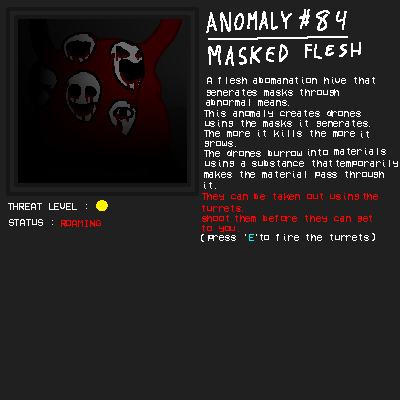 ANOMALY #84
MASKED FLESH
A flesh abomanation hive that
generates masks through
abnormal means.
This anomaly creates drones
using the masks it generates.
The more it kills the more it
grows.
The drones burrow into materials
using a substance that temporarily
makes the material pass through
it.
They can be taken out using the
turrets.
shoot them before they can get
to you
(press 'E' to fire the turrets)
THREAT LEVEL :
STATUS : ROAMING